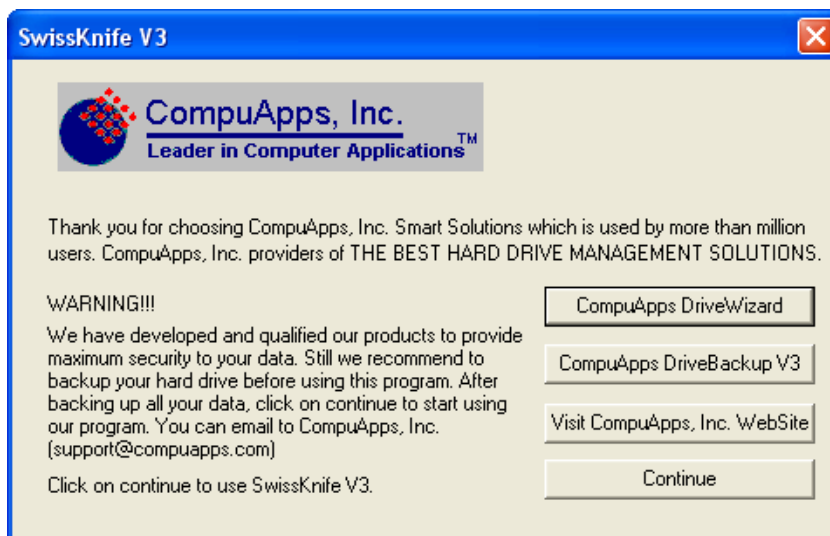 SwissKnife V3
CompuApps, Inc.
Leader in Computer Applications™
Thank you for choosing CompuApps, Inc. Smart Solutions which is used by more than million
users. CompuApps, Inc. providers of THE BEST HARD DRIVE MANAGEMENT SOLUTIONS.
WARNING!!!
We have developed and qualified our products to provide
maximum security to your data. Still we recommend to
backup your hard drive before using this program. After
backing up all your data, click on continue to start using
our program. You can email to CompuApps, Inc.
(support@compuapps.com)
Click on continue to use SwissKnife V3.
CompuApps DriveWizard
CompuApps DriveBackup V3
Visit CompuApps, Inc. WebSite
Continue